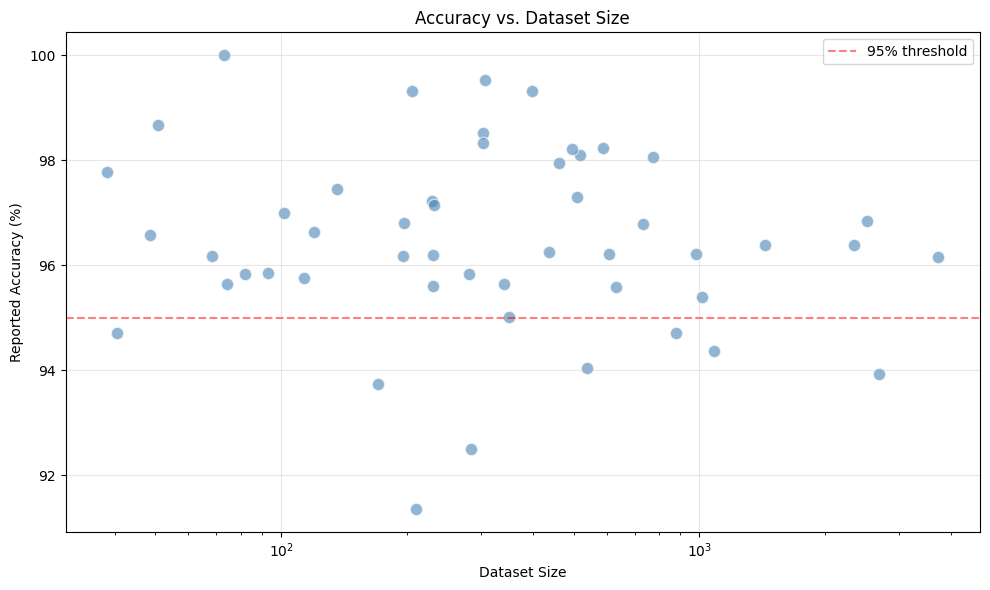 Accuracy vs. Dataset Size
95% threshold
Reported Accuracy (%)
100
98
96
94
92
10²
10³
Dataset Size